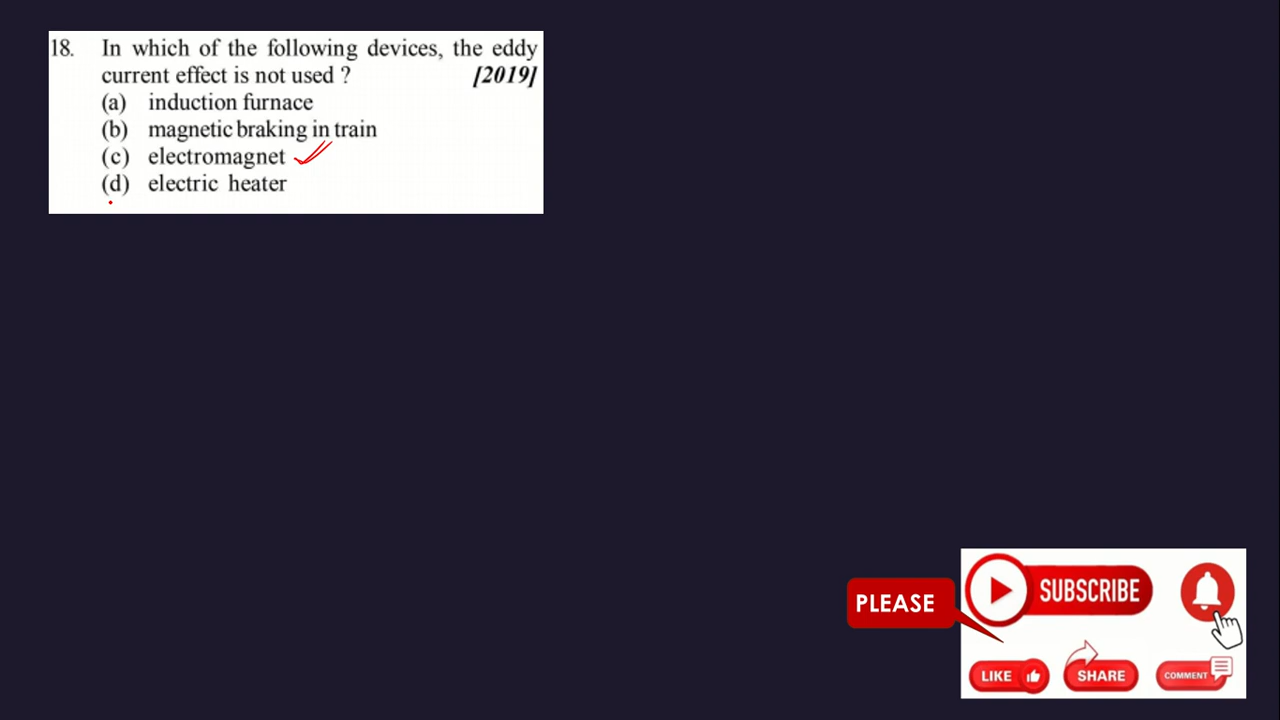 18. In which of the following devices, the eddy
current effect is not used ? [2019]
(a) induction furnace
(b) magnetic braking in train
(c) electromagnet
(d) electric heater
PLEASE
SUBSCRIBE
LIKE
SHARE
COMMENT